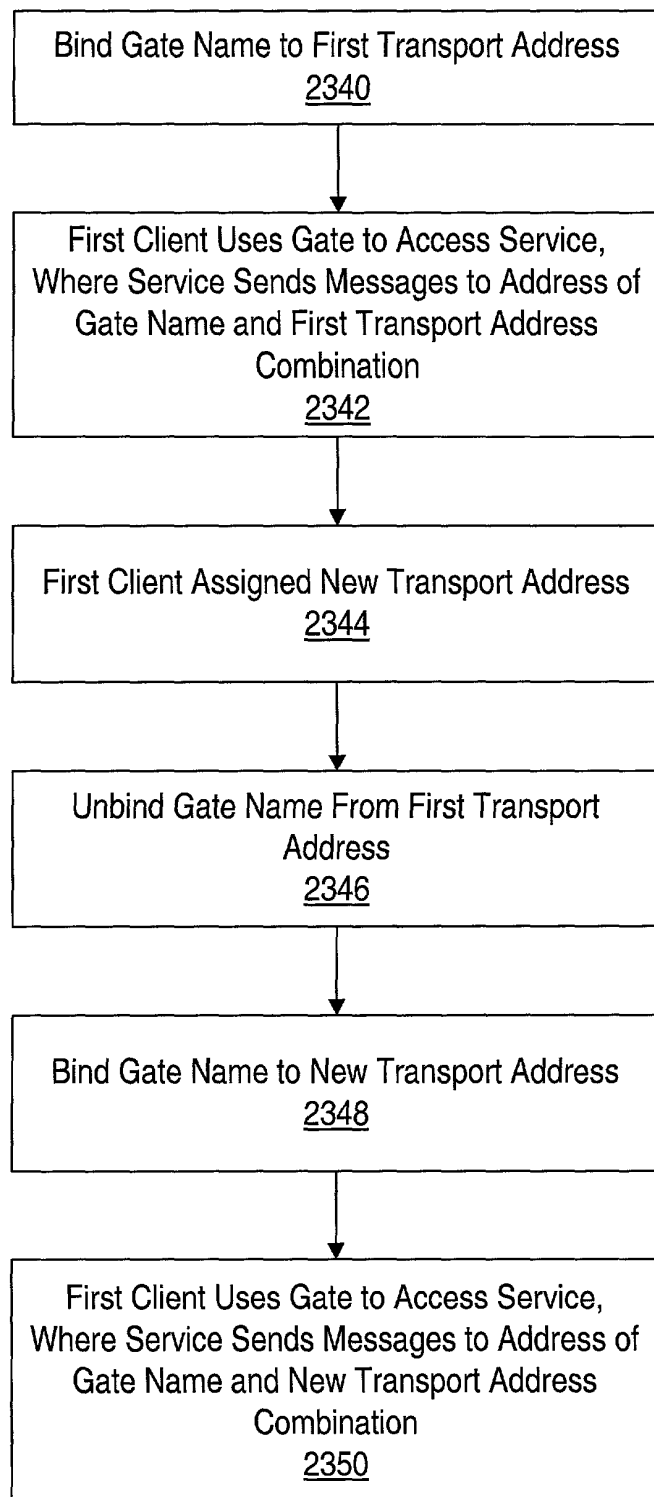 Bind Gate Name to First Transport Address
2340
First Client Uses Gate to Access Service,
Where Service Sends Messages to Address of
Gate Name and First Transport Address
Combination
2342
First Client Assigned New Transport Address
2344
Unbind Gate Name From First Transport
Address
2346
Bind Gate Name to New Transport Address
2348
First Client Uses Gate to Access Service,
Where Service Sends Messages to Address of
Gate Name and New Transport Address
Combination
2350